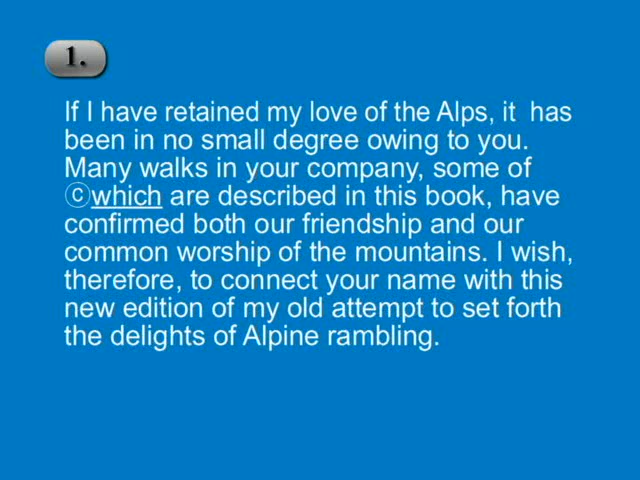 1.
If I have retained my love of the Alps, it has
been in no small degree owing to you.
Many walks in your company, some of
ⓒwhich are described in this book, have
confirmed both our friendship and our
common worship of the mountains. I wish,
therefore, to connect your name with this
new edition of my old attempt to set forth
the delights of Alpine rambling.